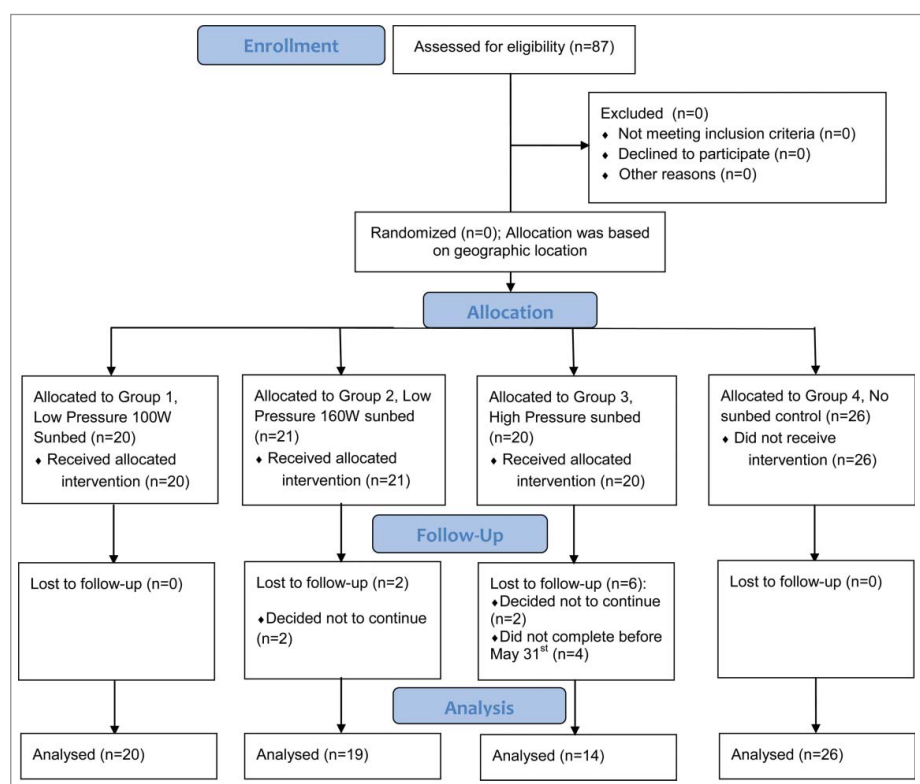 Enrollment
Assessed for eligibility (n=87)
Excluded  (n=0)
♦ Not meeting inclusion criteria (n=0)
♦ Declined to participate (n=0)
♦ Other reasons (n=0)
Randomized (n=0); Allocation was based
on geographic location
Allocation
Allocated to Group 1,
Low Pressure 100W
Sunbed (n=20)
♦ Received allocated
intervention (n=20)
Allocated to Group 2, Low
Pressure 160W sunbed
(n=21)
♦ Received allocated
intervention (n=21)
Allocated to Group 3,
High Pressure sunbed
(n=20)
♦ Received allocated
intervention (n=20)
Allocated to Group 4, No
sunbed control (n=26)
♦ Did not receive
intervention (n=26)
Follow-Up
Lost to follow-up (n=0)
Lost to follow-up (n=2)
♦Decided not to continue
(n=2)
Lost to follow-up (n=6):
♦Decided not to continue
(n=2)
♦Did not complete before
May 31st (n=4)
Lost to follow-up (n=0)
Analysis
Analysed (n=20)
Analysed (n=19)
Analysed (n=14)
Analysed (n=26)